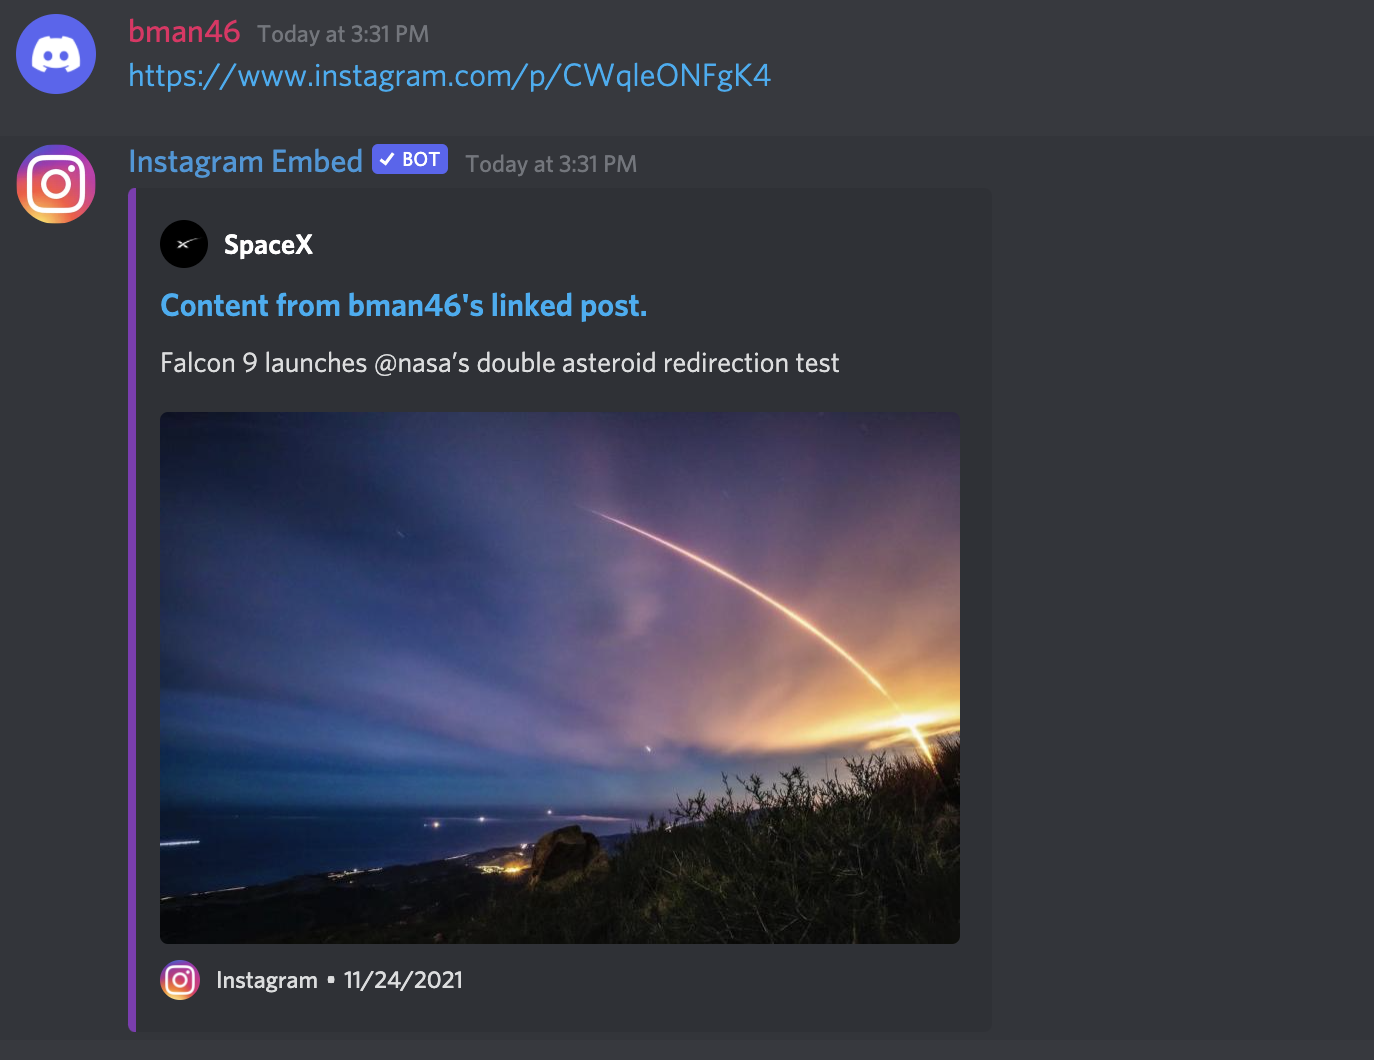 bman46 Today at 3:31 PM
https://www.instagram.com/p/CWqleONFgK4
Instagram Embed BOT Today at 3:31 PM
SpaceX
Content from bman46's linked post.
Falcon 9 launches @nasa’s double asteroid redirection test
Instagram • 11/24/2021